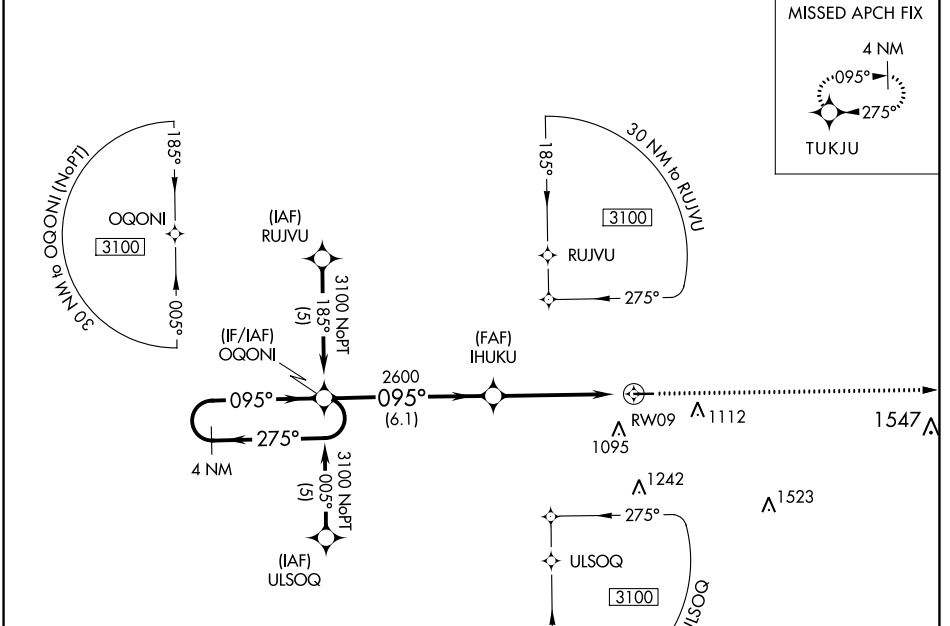 MISSED APCH FIX
4 NM
095°
275°
TUKJU
30 NM to OQONI (NoPT)
185°
OQONI
3100
005°
30 NM to RUJVU
185°
3100
RUJVU
275°
(IAF)
RUJVU
3100 NoPT
185°
(5)
(IF/IAF)
OQONI
(FAF)
IHUKU
2600
095°
(6.1)
095°
275°
4 NM
RW09
1112
1547
1095
1242
1523
3100 NoPT
005°
(5)
(IAF)
ULSOQ
275°
ULSOQ
3100
ULSOQ